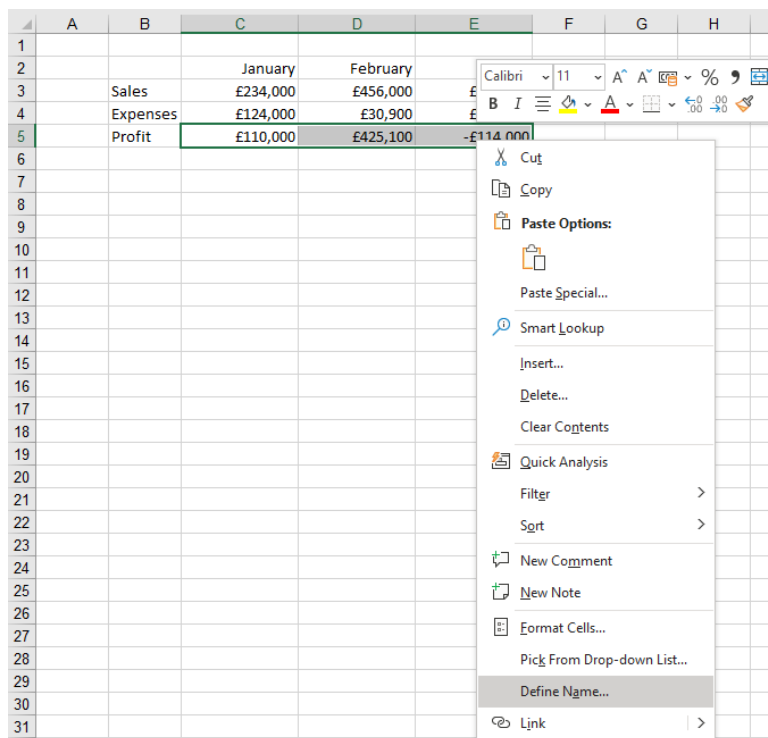 A B C D E F G H
1
2 January February
3 Sales £234,000 £456,000 £
4 Expenses £124,000 £30,900 £
5 Profit £110,000 £425,100 -£114,000
Calibri 11 A^ A˅ % 9
B I A .00 .00
6
7
8
9
10
11
12
13
14
15
16
17
18
19
20
21
22
23
24
25
26
27
28
29
30
31
Cut
Copy
Paste Options:
Paste Special...
Smart Lookup
Insert...
Delete...
Clear Contents
Quick Analysis
Filter
Sort
New Comment
New Note
Format Cells...
Pick From Drop-down List...
Define Name...
Link